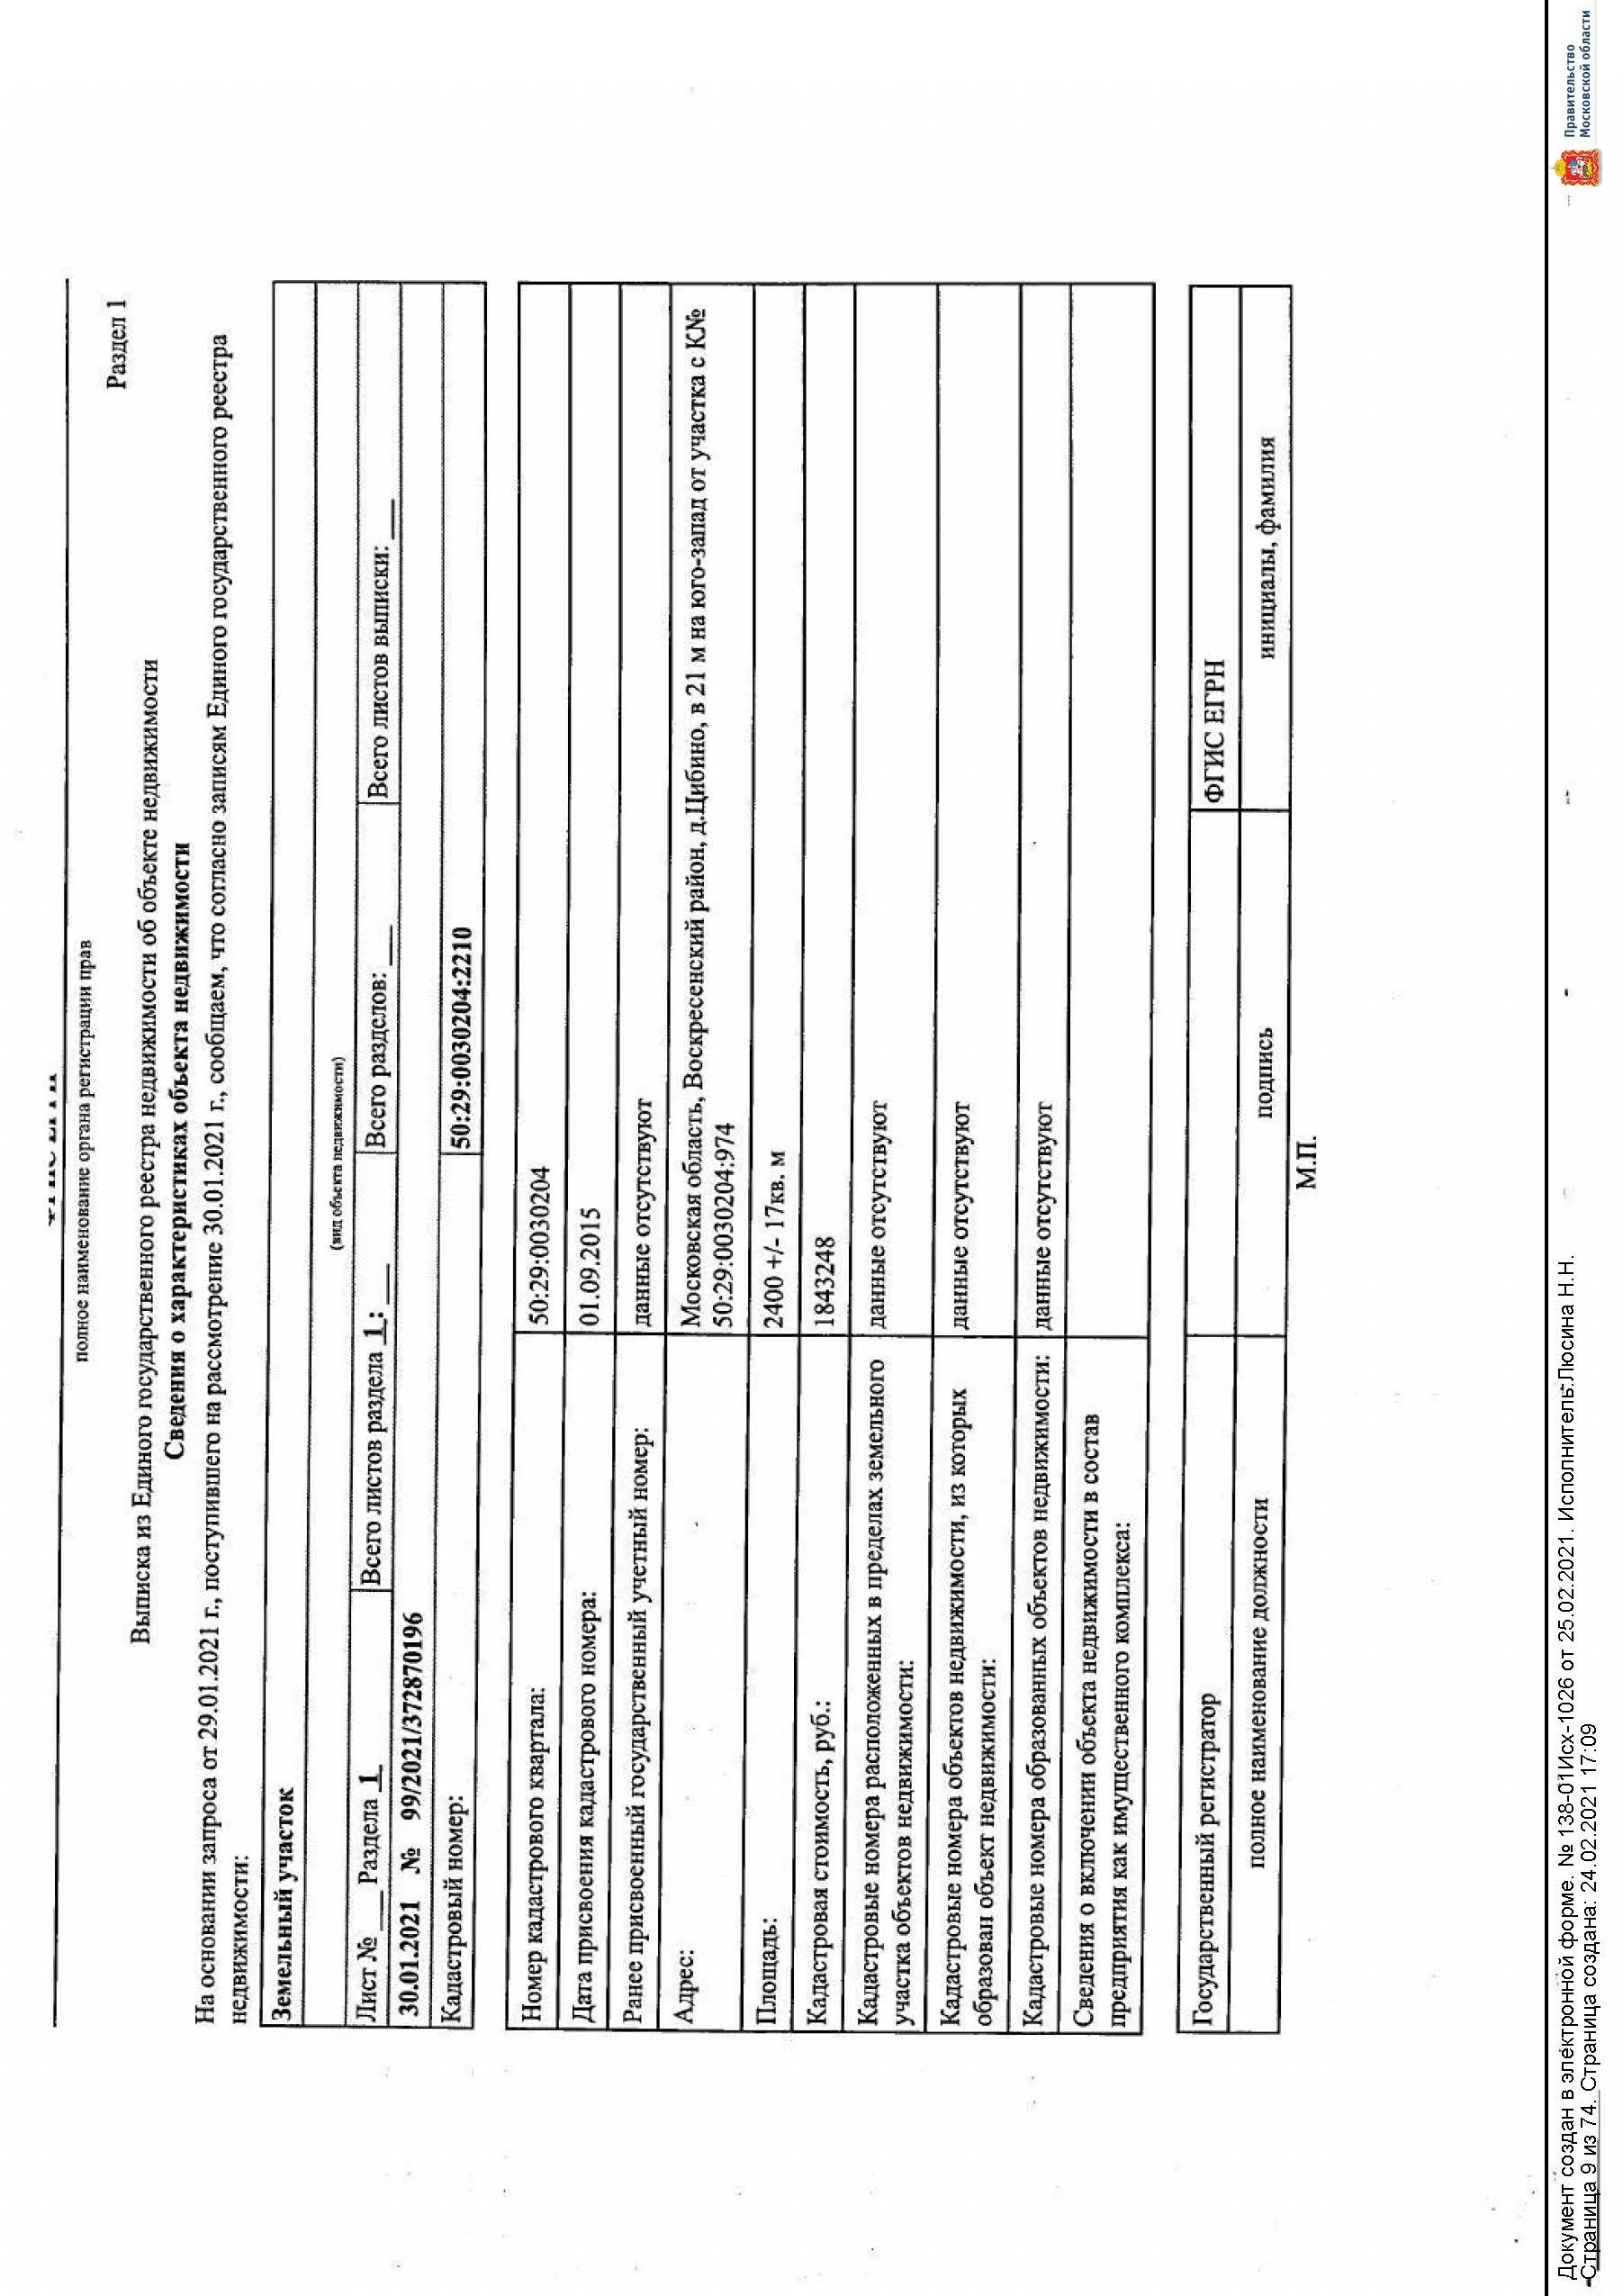 полное наименование органа регистрации прав
Раздел 1
Выписка из Единого государственного реестра недвижимости об объекте недвижимости
Сведения о характеристиках объекта недвижимости
На основании запроса от 29.01.2021 г., поступившего на рассмотрение 30.01.2021 г., сообщаем, что согласно записям Единого государственного реестра
недвижимости:
Земельный участок
(вид объекта недвижимости)
Лист № ___ Раздела 1 Всего листов раздела 1: ___ Всего разделов: ___ Всего листов выписки: ___
30.01.2021 № 99/2021/372870196
Кадастровый номер: 50:29:0030204:2210
Номер кадастрового квартала: 50:29:0030204
Дата присвоения кадастрового номера: 01.09.2015
Ранее присвоенный государственный учетный номер: данные отсутствуют
Адрес: Московская область, Воскресенский район, д.Цибино, в 21 м на юго-запад от участка с К№
50:29:0030204:974
Площадь: 2400 +/- 17кв. м
Кадастровая стоимость, руб.: 1843248
Кадастровые номера расположенных в пределах земельного данные отсутствуют
участка объектов недвижимости:
Кадастровые номера объектов недвижимости, из которых данные отсутствуют
образован объект недвижимости:
Кадастровые номера образованных объектов недвижимости: данные отсутствуют
Сведения о включении объекта недвижимости в состав
предприятия как имущественного комплекса:
Государственный регистратор ФГИС ЕГРН
полное наименование должности подпись инициалы, фамилия
М.П.
Документ создан в электронной форме. № 138-01Исх-1026 от 25.02.2021. Исполнитель:Люсина Н.Н.
Страница 9 из 74. Страница создана: 24.02.2021 17:09
Правительство
Московской области